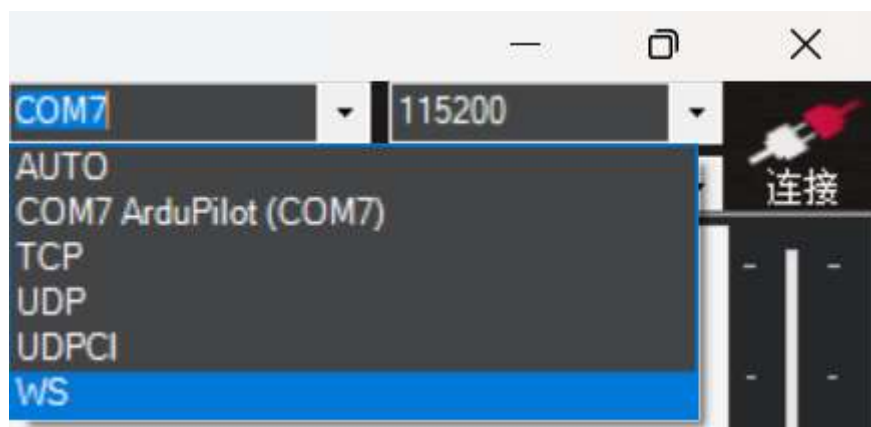 COM7 115200
AUTO
COM7 ArduPilot (COM7)
连接
TCP
UDP
UDPCI
WS